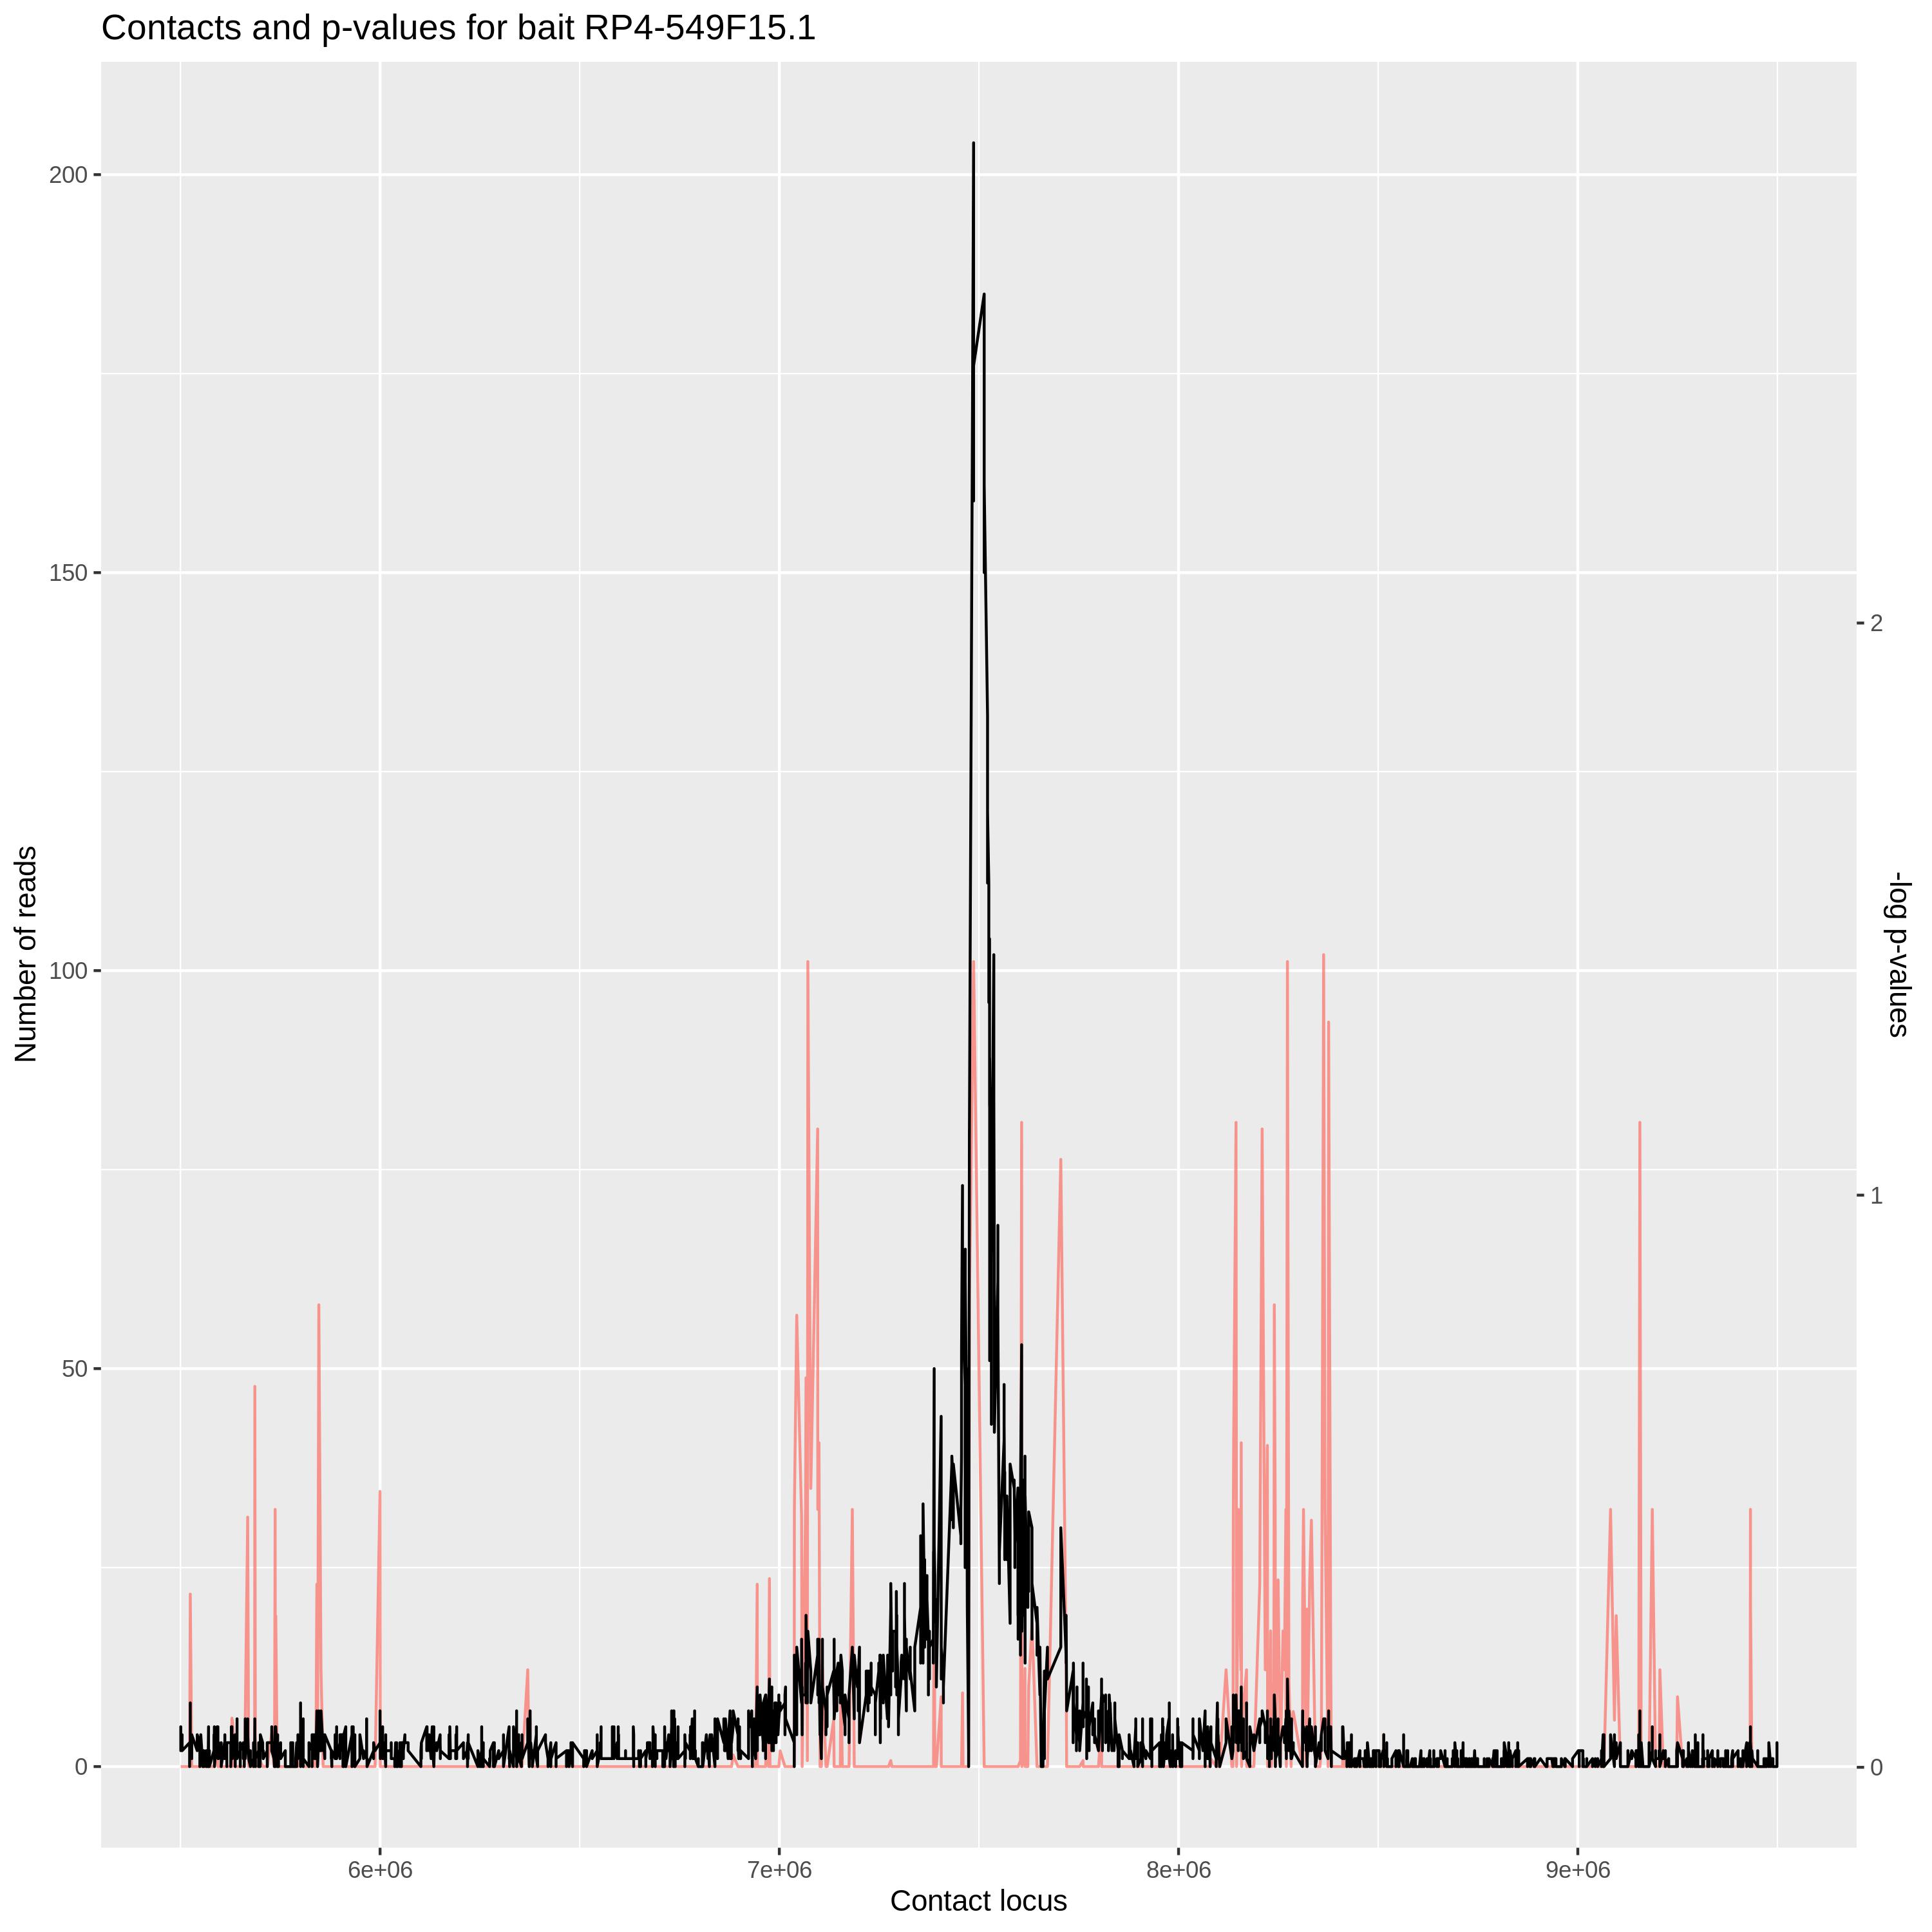 Contacts and p-values for bait RP4-549F15.1
200
150
100
50
0
Number of reads
2
1
0
-log p-values
6e+06
7e+06
8e+06
9e+06
Contact locus